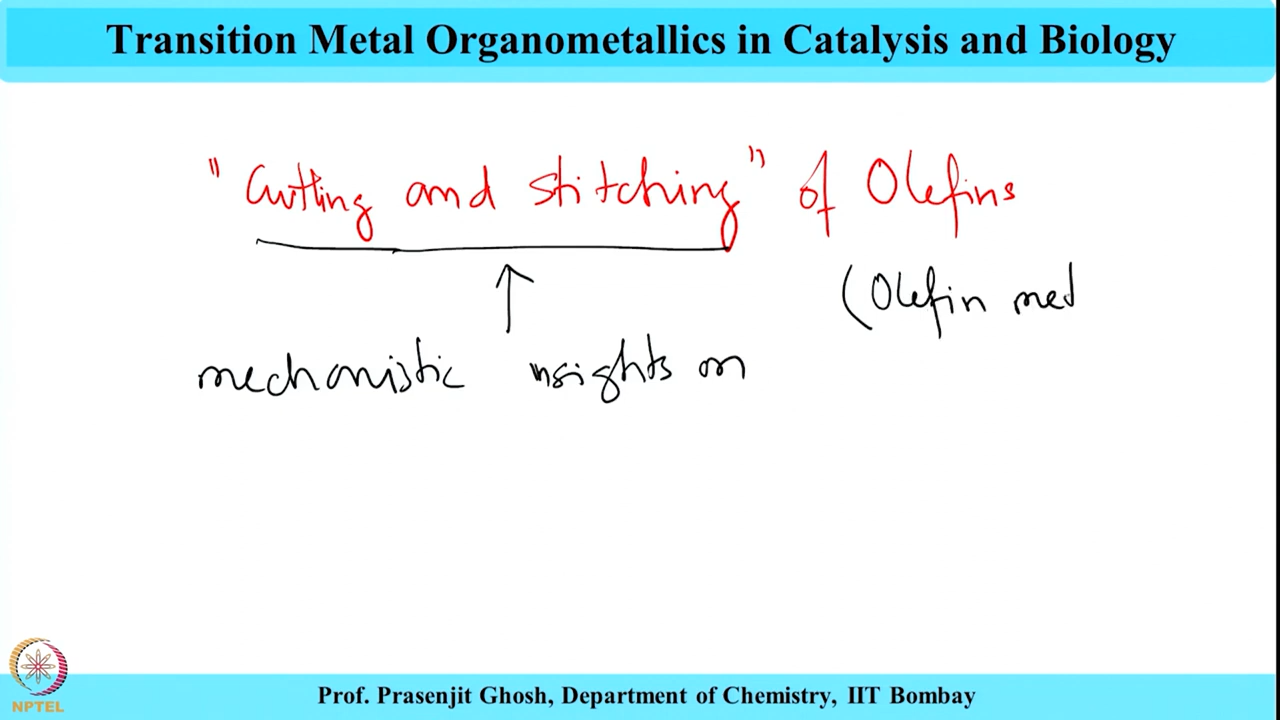 Transition Metal Organometallics in Catalysis and Biology
"Cutting and stitching" of Olefins
(Olefin met
mechanistic insights on
NPTEL
Prof. Prasenjit Ghosh, Department of Chemistry, IIT Bombay